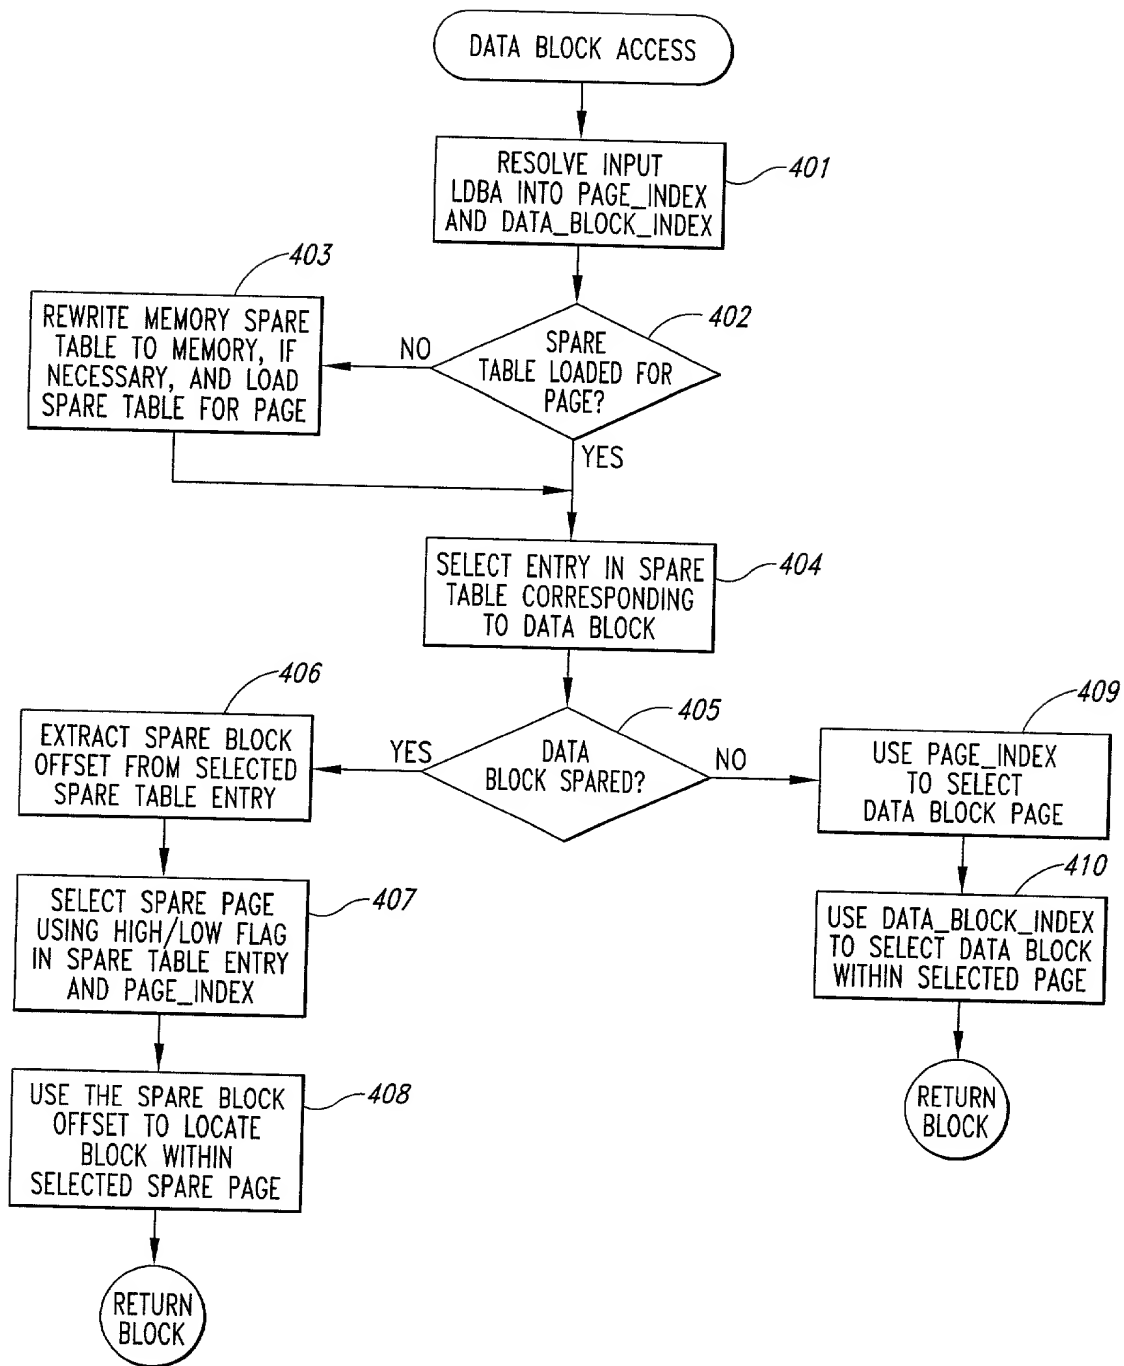 DATA BLOCK ACCESS
RESOLVE INPUT
LDBA INTO PAGE_INDEX
AND DATA_BLOCK_INDEX
401
403
REWRITE MEMORY SPARE
TABLE TO MEMORY, IF
NECESSARY, AND LOAD
SPARE TABLE FOR PAGE
NO
402
SPARE
TABLE LOADED FOR
PAGE?
YES
SELECT ENTRY IN SPARE
TABLE CORRESPONDING
TO DATA BLOCK
404
406
EXTRACT SPARE BLOCK
OFFSET FROM SELECTED
SPARE TABLE ENTRY
YES
405
DATA
BLOCK SPARED?
NO
409
USE PAGE_INDEX
TO SELECT
DATA BLOCK PAGE
SELECT SPARE PAGE
USING HIGH/LOW FLAG
IN SPARE TABLE ENTRY
AND PAGE_INDEX
407
410
USE DATA_BLOCK_INDEX
TO SELECT DATA BLOCK
WITHIN SELECTED PAGE
USE THE SPARE BLOCK
OFFSET TO LOCATE
BLOCK WITHIN
SELECTED SPARE PAGE
408
RETURN
BLOCK
RETURN
BLOCK